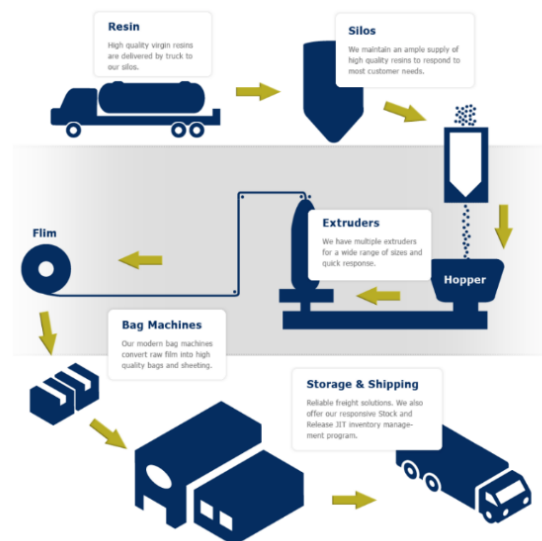 Resin
High quality virgin resins
are delivered by truck to
our silos.
Silos
We maintain an ample supply of
high quality resins to respond to
most customer needs.
Flim
Extruders
We have multiple extruders
for a wide range of sizes and
quick response.
Hopper
Bag Machines
Our modern bag machines
convert raw film into high
quality bags and sheeting.
Storage & Shipping
Reliable freight solutions. We also
offer our responsive Stock and
Release JIT inventory manage-
ment program.